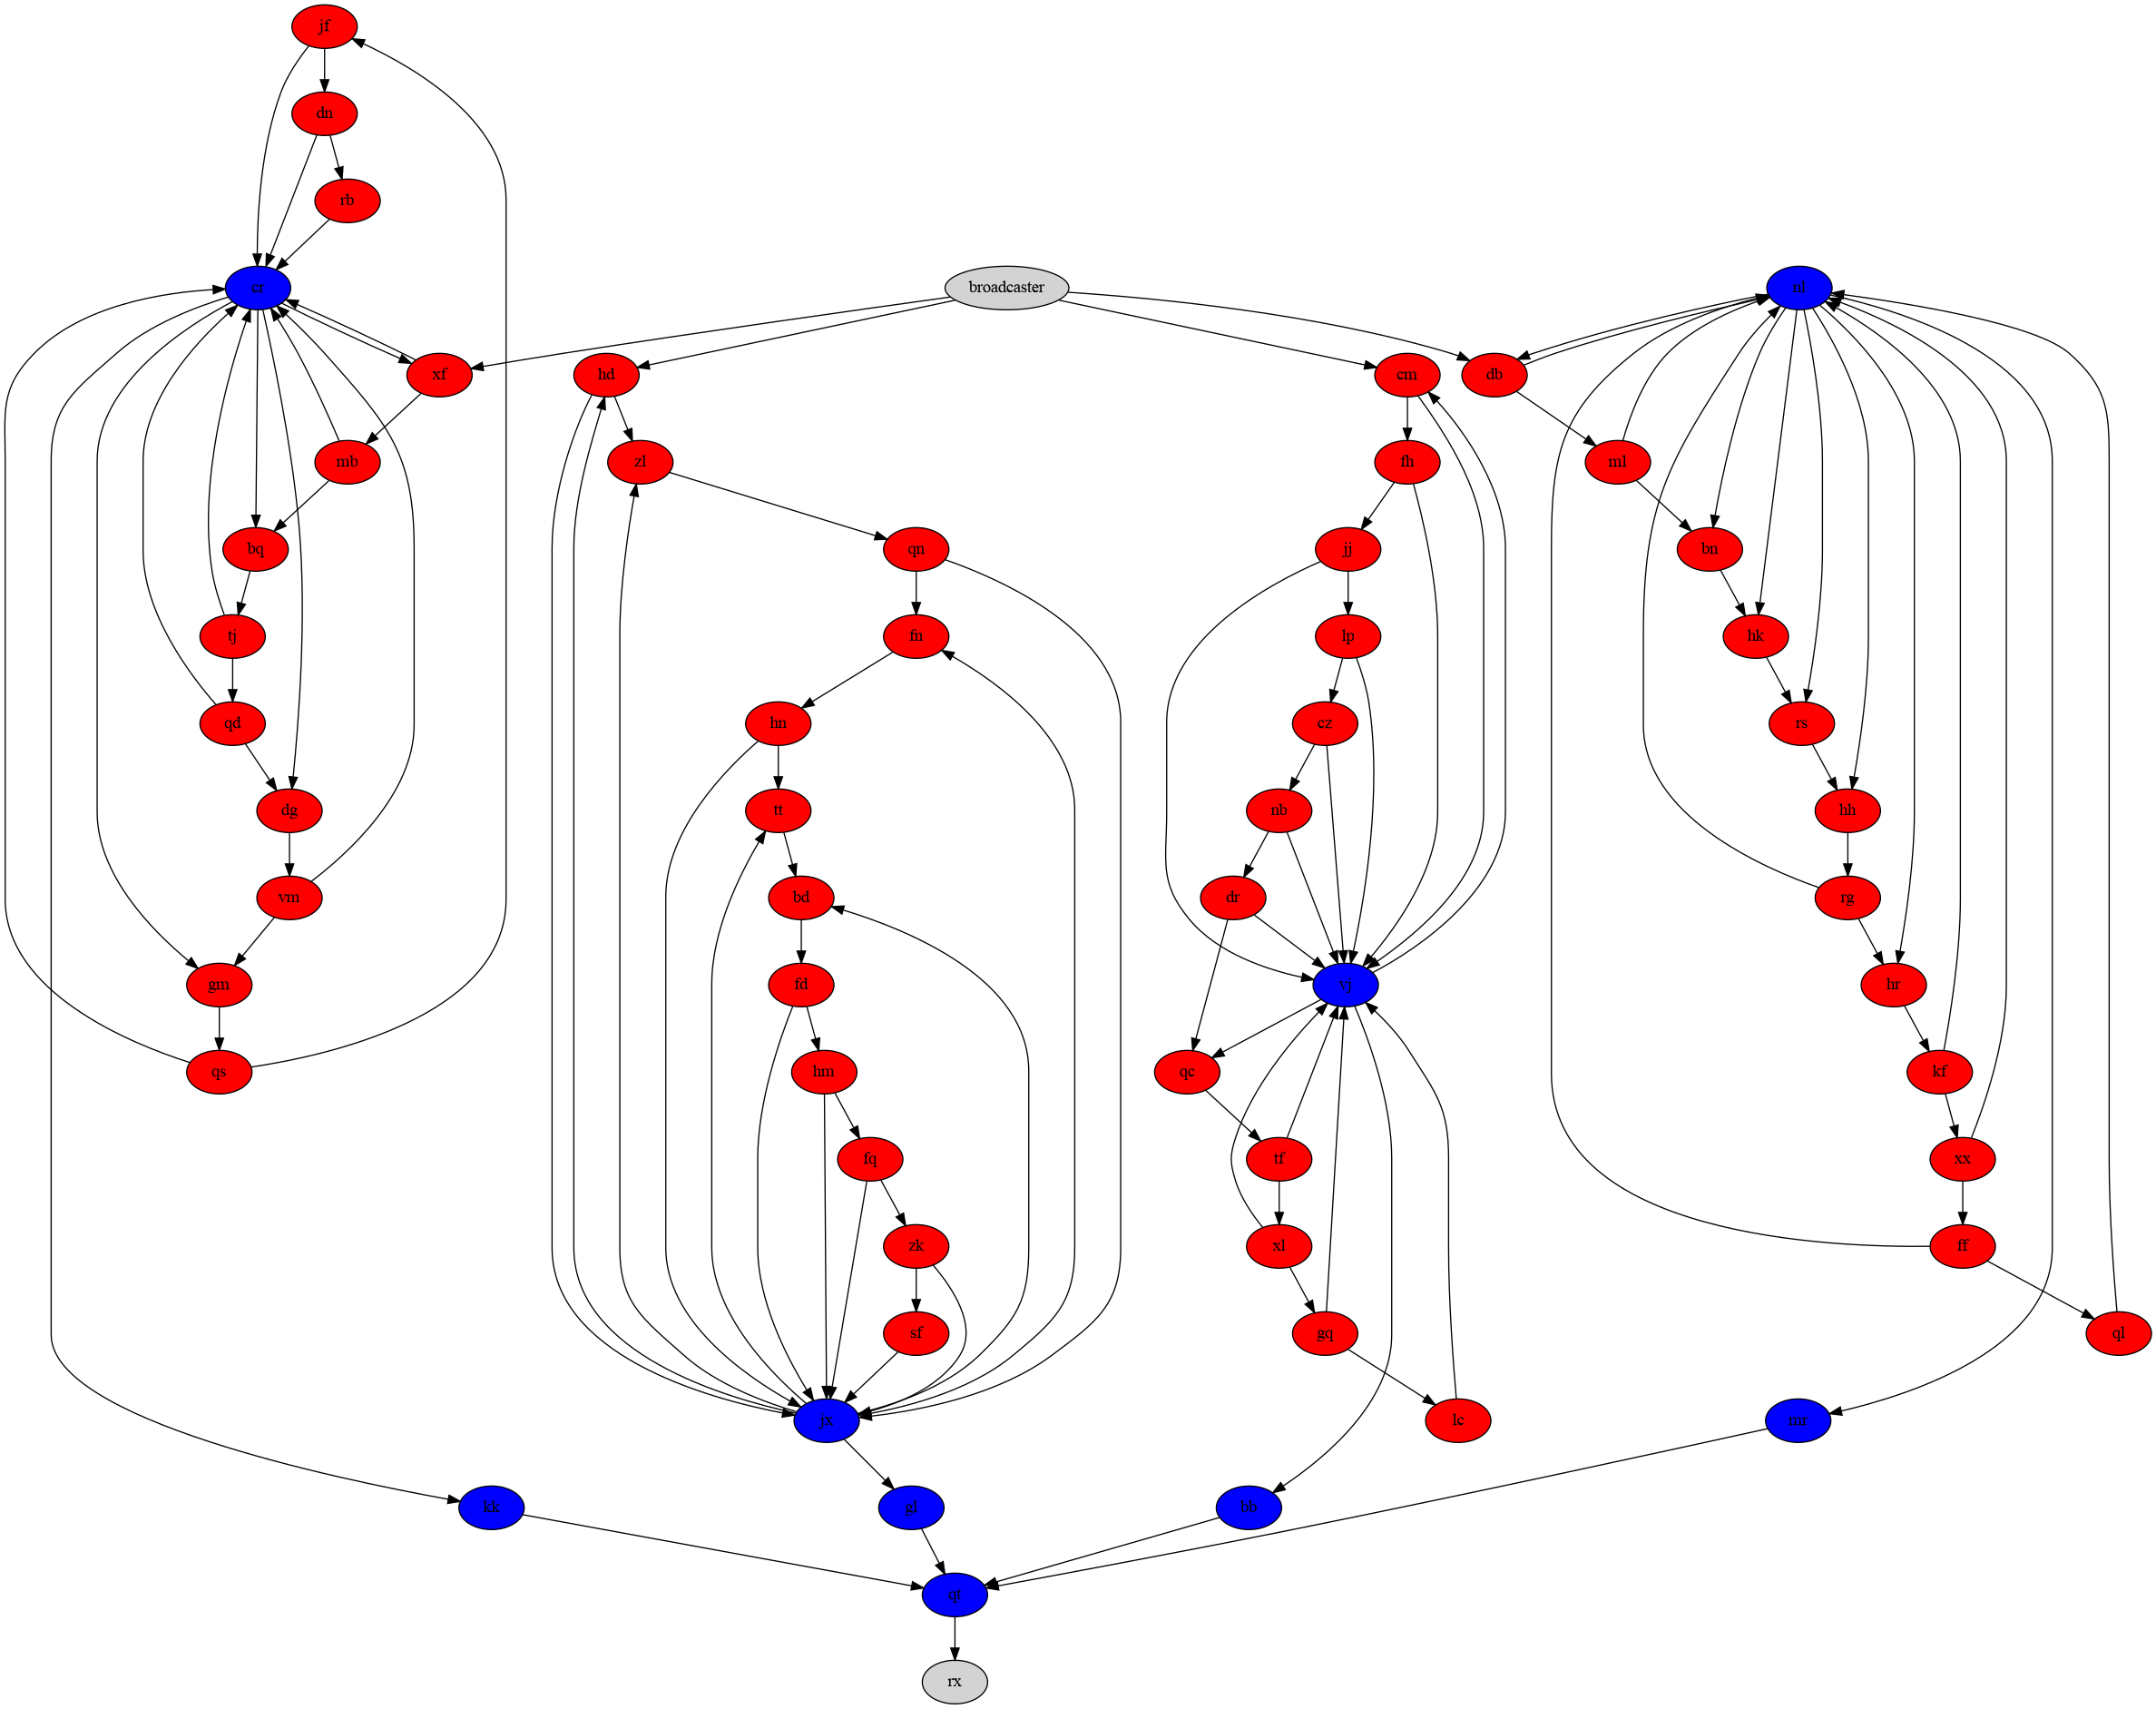 jf
dn
rb
cr
broadcaster
nl
xf
hd
cm
db
mb
zl
fh
ml
bq
qn
jj
bn
tj
fn
lp
hk
qd
hn
cz
rs
dg
tt
nb
hh
vm
bd
dr
rg
gm
fd
vj
hr
qs
hm
qc
kf
fq
tf
xx
zk
xl
ff
sf
gq
ql
jx
lc
mr
kk
gl
bb
qt
rx